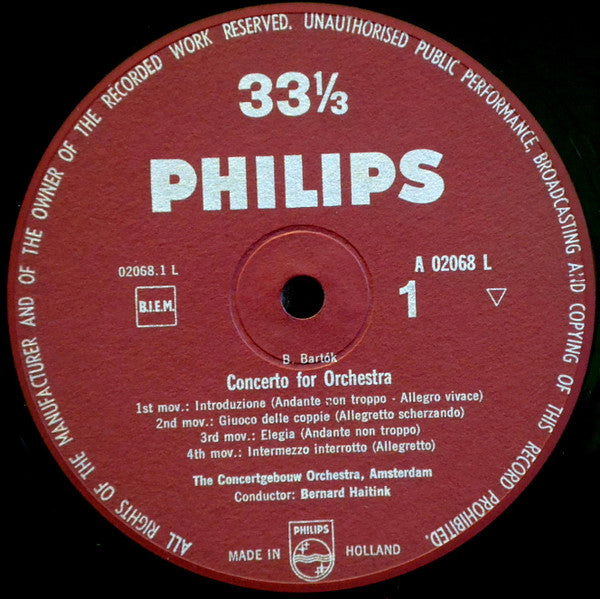 ALL RIGHTS OF THE MANUFACTURER AND OF THE OWNER OF THE RECORDED WORK RESERVED. UNAUTHORISED PUBLIC PERFORMANCE, BROADCASTING AND COPYING OF THIS RECORD PROHIBITED.
33⅓
PHILIPS
02068.1 L
A 02068 L
B.I.E.M.
1
B. Bartók
Concerto for Orchestra
1st mov.: Introduzione (Andante non troppo - Allegro vivace)
2nd mov.: Giuoco delle coppie (Allegretto scherzando)
3rd mov.: Elegia (Andante non troppo)
4th mov.: Intermezzo interrotto (Allegretto)
The Concertgebouw Orchestra, Amsterdam
Conductor: Bernard Haitink
PHILIPS
MADE IN HOLLAND